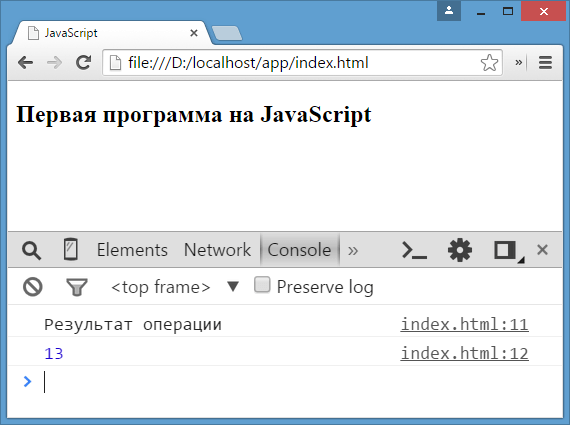 JavaScript
file:///D:/localhost/app/index.html
»
Первая программа на JavaScript
Elements Network Console »
<top frame> ▼ Preserve log
Результат операции index.html:11
13 index.html:12